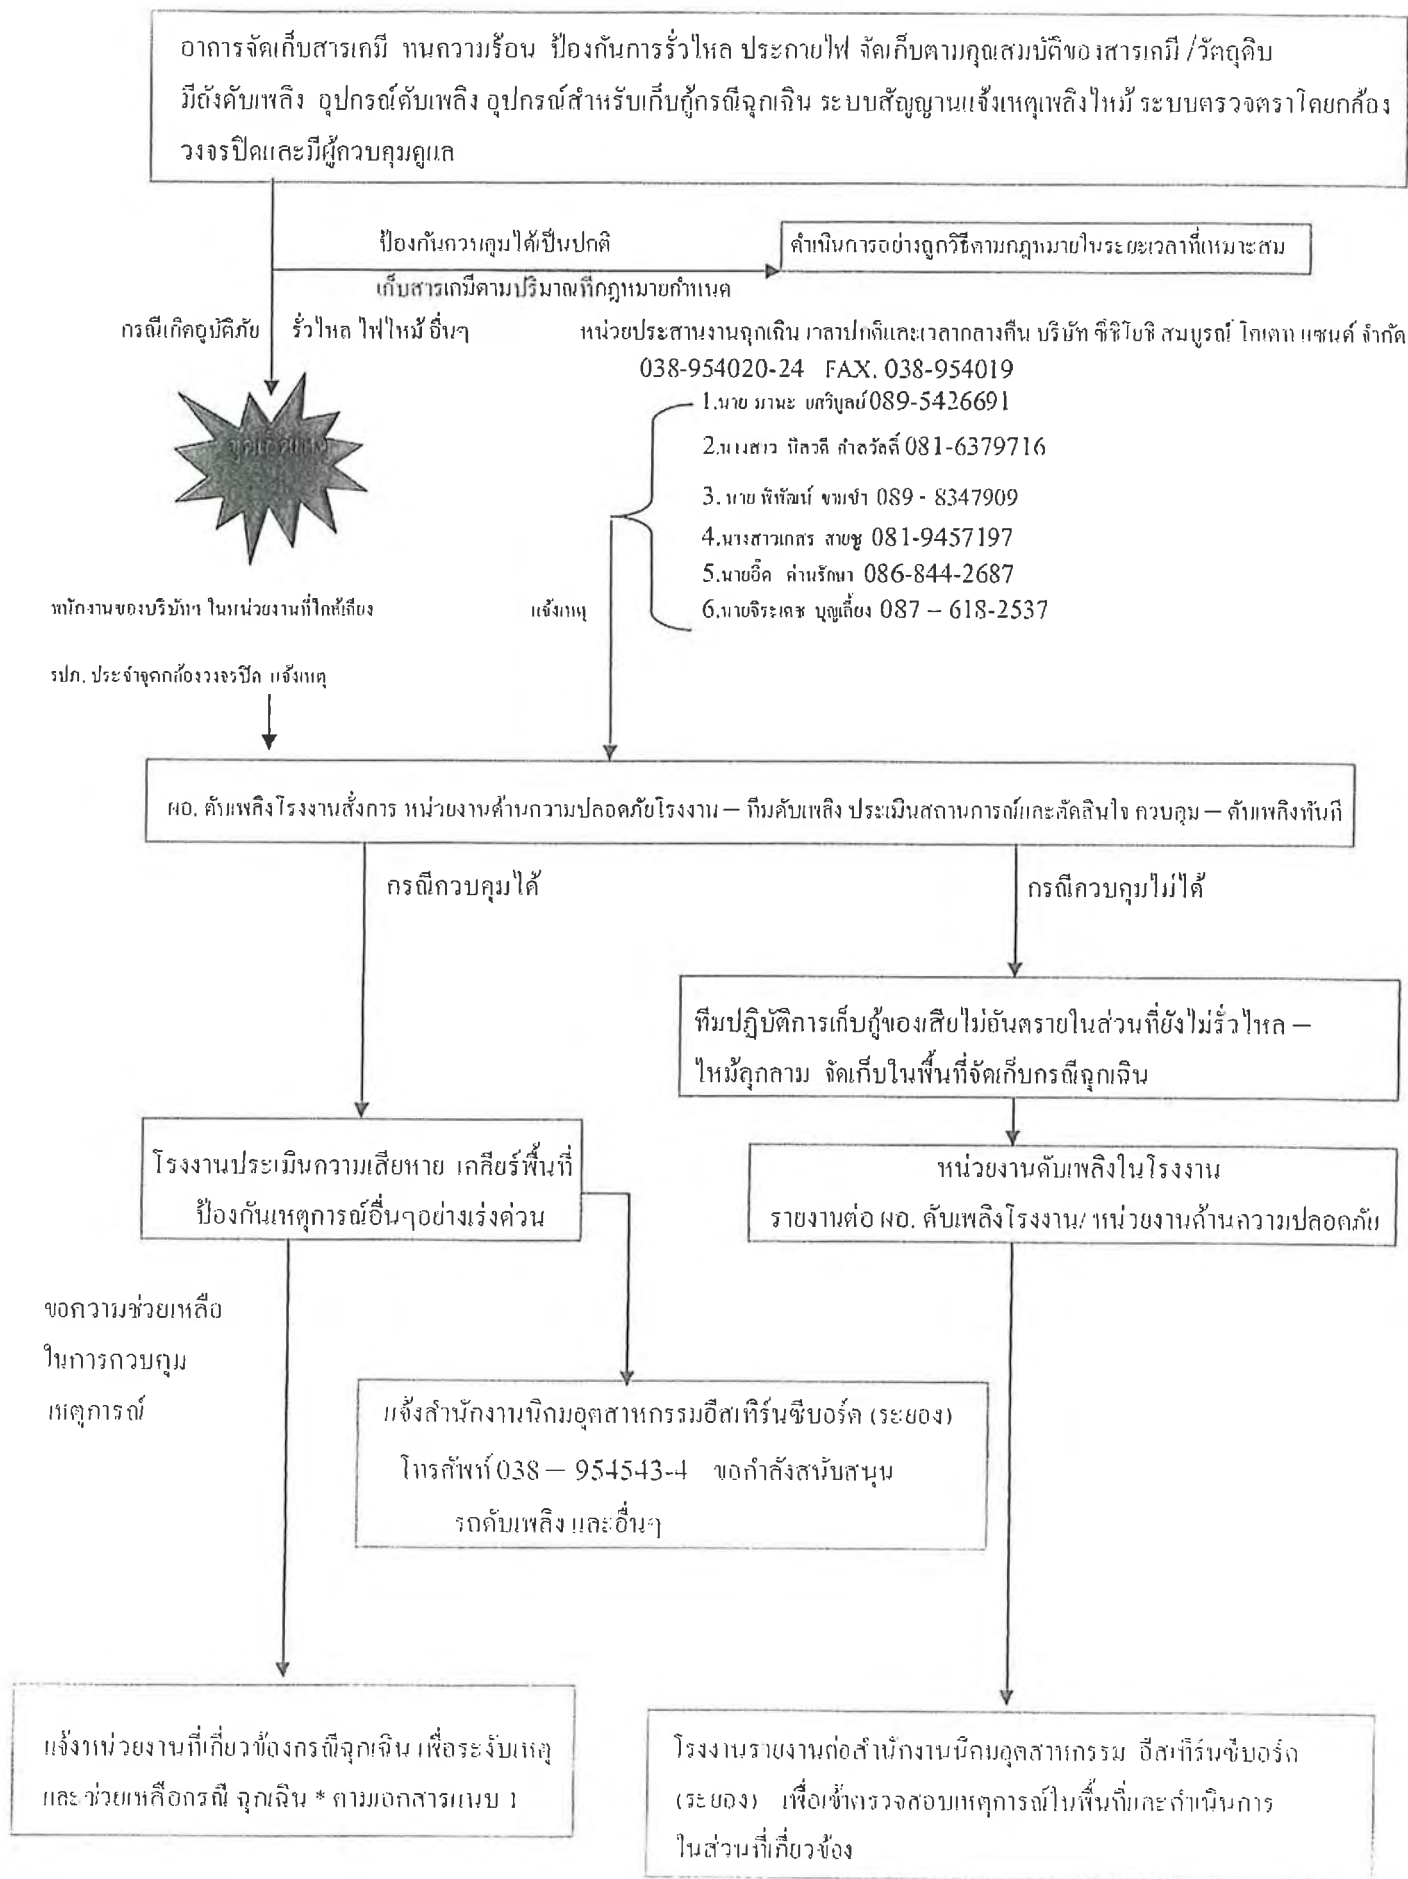 อาการจัดเก็บสารเคมี ทนความร้อน ป้องกันการรั่วไหล ประกายไฟ จัดเก็บตามคุณสมบัติของสารเคมี /วัตถุดิบ
มีถังดับเพลิง อุปกรณ์ดับเพลิง อุปกรณ์สำหรับเก็บกู้กรณีฉุกเฉิน ระบบสัญญานแจ้งเหตุเพลิงไหม้ ระบบตรวจตราโดยกล้อง
วงจรปิดและมีผู้ควบคุมดูแล
ป้องกันควบคุมได้เป็นปกติ
ดำเนินการอย่างถูกวิธีตามกฎหมายในระยะเวลาที่เหมาะสม
เก็บสารเคมีตามปริมาณที่กฎหมายกำหนด
กรณีเกิดอุบัติภัย รั่วไหล ไฟไหม้ อื่นๆ
หน่วยประสานงานฉุกเฉิน เวลาปกติและเวลากลางคืน บริษัท ซึชิโยชิ สมบูรณ์ โคเตท แซนด์ จำกัด
038-954020-24 FAX. 038-954019
จุดเกิดเหตุ
1.นาย มานะ ยศวิบูลย์ 089-5426691
2.นางสาว 081-6379716
3. นาย พิพัฒน์ ขามขำ 089 - 8347909
4.นางสาวเกสร สายชู 081-9457197
5.นายอี๊ด ด่านรักษา 086-844-2687
6.นายจิระเดช บุญเลี้ยง 087 – 618-2537
พนักงานของบริษัทฯ ในหน่วยงานที่ใกล้เคียง
แจ้งเหตุ
รปภ. ประจำจุดกล้องวงจรปิด แจ้งเหตุ
ผอ. ดับเพลิงโรงงานสั่งการ หน่วยงานด้านความปลอดภัยโรงงาน – ทีมดับเพลิง ประเมินสถานการณ์และตัดสินใจ ควบคุม – ดับเพลิงทันที
กรณีควบคุมได้
กรณีควบคุมไม่ได้
ทีมปฏิบัติการเก็บกู้ของเสียไม่อันตรายในส่วนที่ยังไม่รั่วไหล –
ไหม้ลุกลาม จัดเก็บในพื้นที่จัดเก็บกรณีฉุกเฉิน
โรงงานประเมินความเสียหาย เคลียร์พื้นที่
ป้องกันเหตุการณ์อื่นๆอย่างเร่งด่วน
หน่วยงานดับเพลิงในโรงงาน
รายงานต่อ ผอ. ดับเพลิงโรงงาน/ หน่วยงานด้านความปลอดภัย
ขอความช่วยเหลือ
ในการควบคุม
เหตุการณ์
แจ้งสำนักงานนิคมอุตสาหกรรมอีสเทิร์นซีบอร์ด (ระยอง)
โทรศัพท์ 038 – 954543-4 ขอกำลังสนับสนุน
รถดับเพลิง และอื่นๆ
แจ้งหน่วยงานที่เกี่ยวข้องกรณีฉุกเฉิน เพื่อระงับเหตุ
และช่วยเหลือกรณี ฉุกเฉิน * ตามเอกสารแนบ 1
โรงงานรายงานต่อสำนักงานนิคมอุตสาหกรรม อีสเทิร์นซีบอร์ด
(ระยอง) เพื่อเข้าตรวจสอบเหตุการณ์ในพื้นที่และดำเนินการ
ในส่วนที่เกี่ยวข้อง